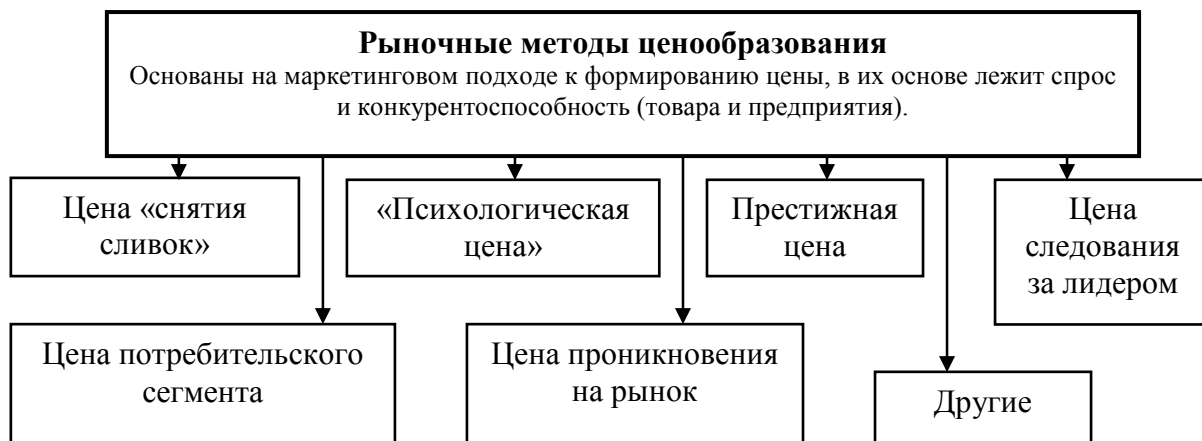 Рыночные методы ценообразования
Основаны на маркетинговом подходе к формированию цены, в их основе лежит спрос
и конкурентоспособность (товара и предприятия).
Цена «снятия
сливок»
«Психологическая
цена»
Престижная
цена
Цена
следования
за лидером
Цена потребительского
сегмента
Цена проникновения
на рынок
Другие